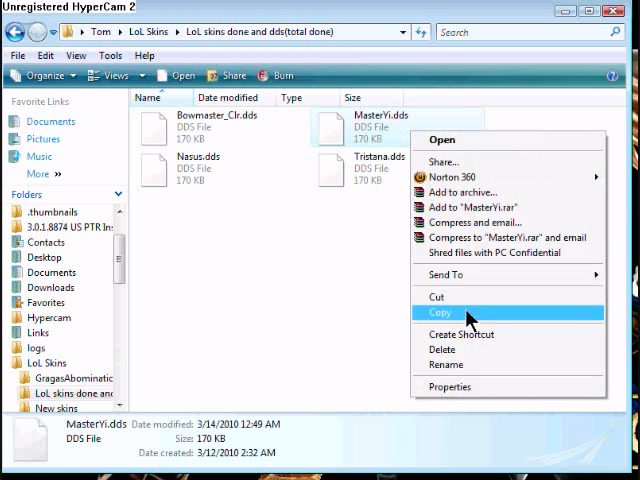 Unregistered HyperCam 2
Tom LoL Skins LoL skins done and dds(total done)
Search
File Edit View Tools Help
Organize Views Open Share Burn
Favorite Links
Documents
Pictures
Music
More »
Folders
.thumbnails
3.0.1.8874 US PTR Ins
Contacts
Desktop
Documents
Downloads
Favorites
Hypercam
Links
logs
LoL Skins
GragasAbominatic
LoL skins done and
New skins
Name Date modified Type Size
Bowmaster_Clr.dds
DDS File
170 KB
MasterYi.dds
DDS File
170 KB
Nasus.dds
DDS File
170 KB
Tristana.dds
DDS File
170 KB
Open
Share...
Norton 360
Add to archive...
Add to "MasterYi.rar"
Compress and email...
Compress to "MasterYi.rar" and email
Shred files with PC Confidential
Send To
Cut
Copy
Create Shortcut
Delete
Rename
Properties
MasterYi.dds Date modified: 3/14/2010 12:49 AM
DDS File Size: 170 KB
Date created: 3/12/2010 2:32 AM